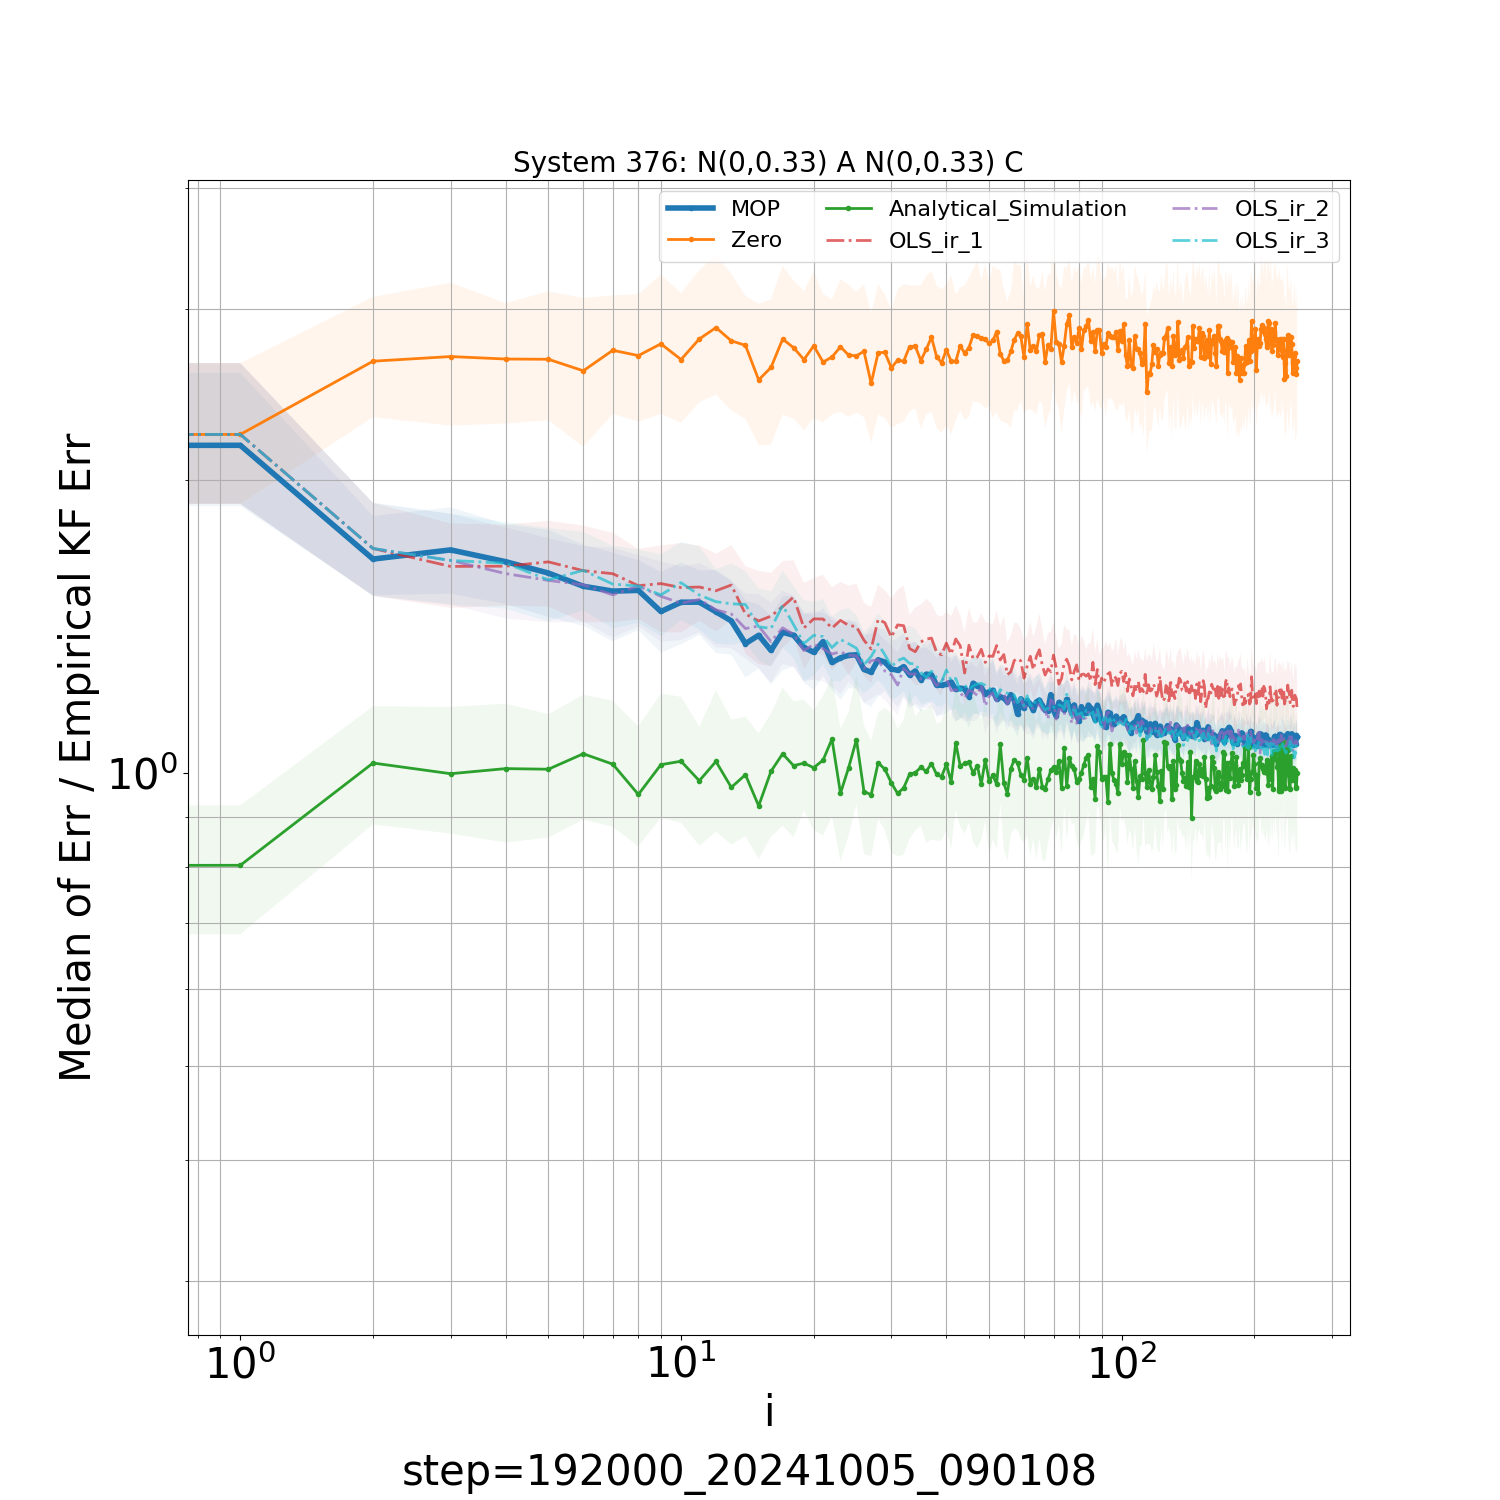 System 376: N(0,0.33) A N(0,0.33) C
MOP
Zero
Analytical_Simulation
OLS_ir_1
OLS_ir_2
OLS_ir_3
Median of Err / Empirical KF Err
10⁰
10⁰ 10¹ 10²
i
step=192000_20241005_090108